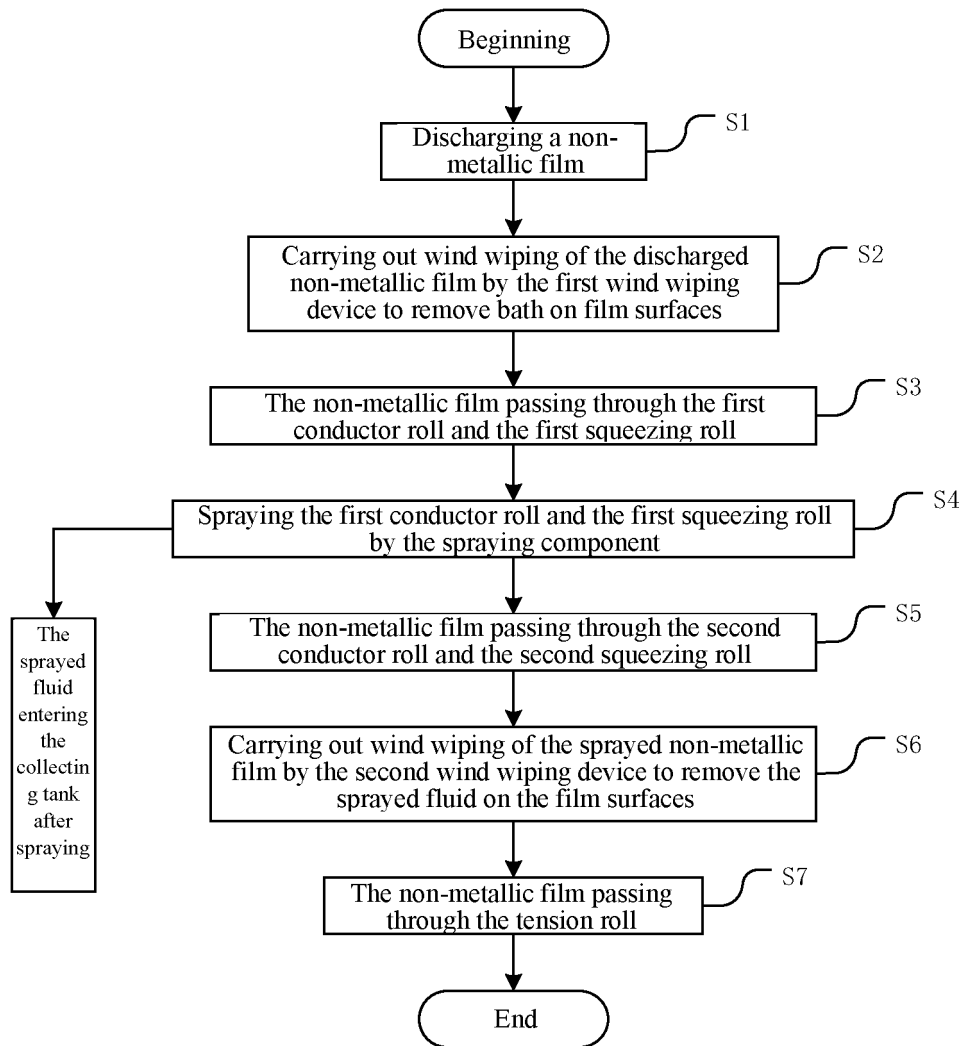 Beginning
S1
Discharging a non-
metallic film
S2
Carrying out wind wiping of the discharged
non-metallic film by the first wind wiping
device to remove bath on film surfaces
S3
The non-metallic film passing through the first
conductor roll and the first squeezing roll
S4
Spraying the first conductor roll and the first squeezing roll
by the spraying component
The
sprayed
fluid
entering
the
collectin
g tank
after
spraying
S5
The non-metallic film passing through the second
conductor roll and the second squeezing roll
S6
Carrying out wind wiping of the sprayed non-metallic
film by the second wind wiping device to remove the
sprayed fluid on the film surfaces
S7
The non-metallic film passing
through the tension roll
End